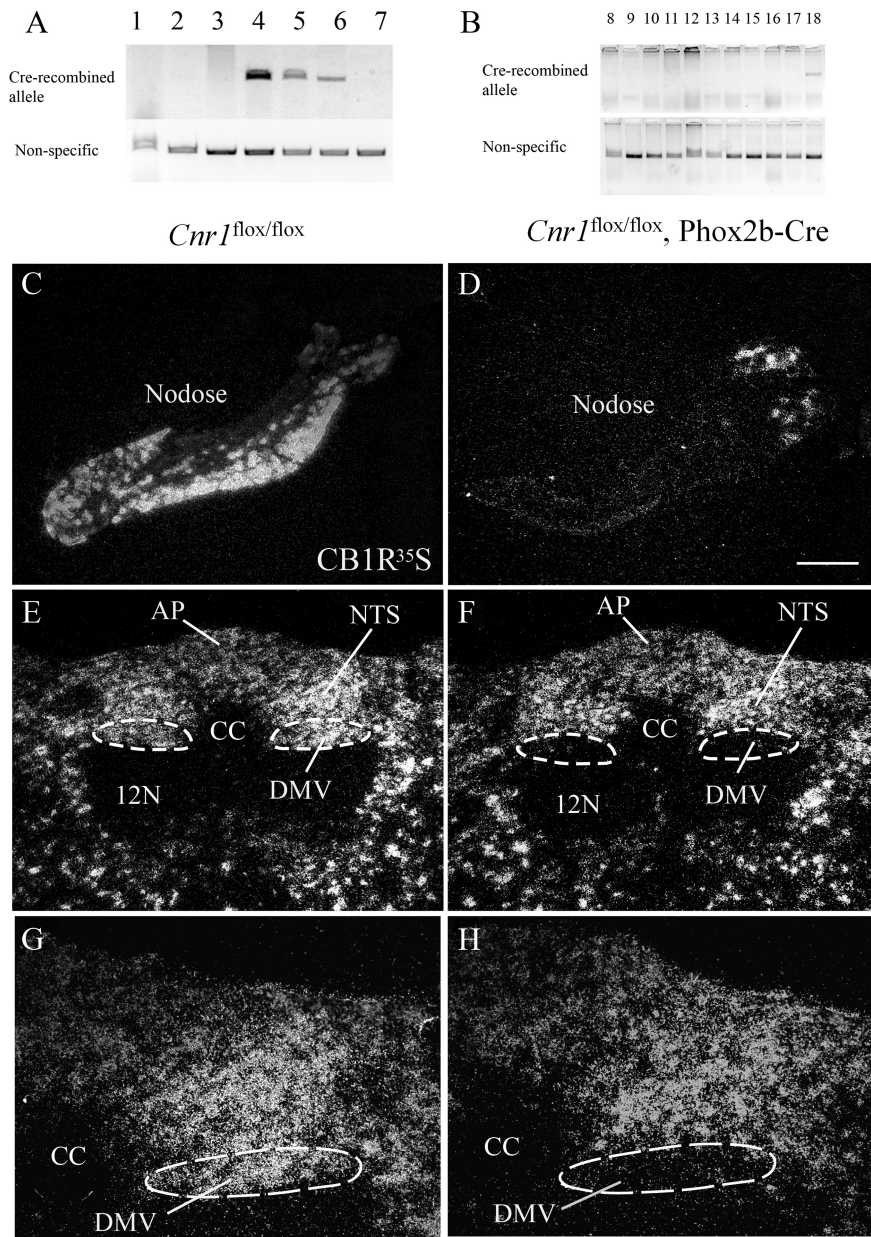 A
1 2 3 4 5 6 7
Cre-recombined
allele
Non-specific
B
8 9 10 11 12 13 14 15 16 17 18
Cre-recombined
allele
Non-specific
Cnr1flox/flox
Cnr1flox/flox, Phox2b-Cre
C
Nodose
CB1R35S
D
Nodose
E
AP
NTS
CC
DMV
12N
F
AP
NTS
CC
DMV
12N
G
CC
DMV
H
CC
DMV